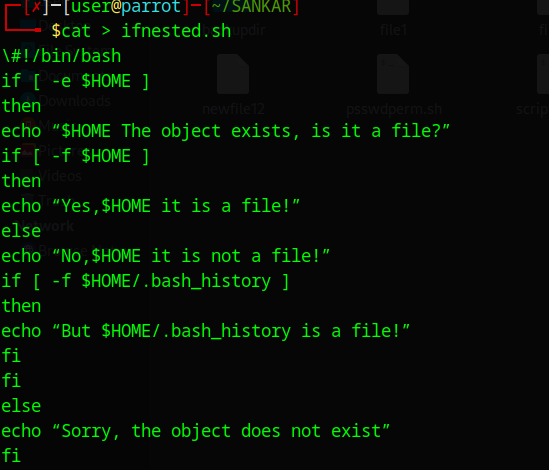 ┌─[✗]─[user@parrot]─[~/SANKAR]
└──╼ $cat > ifnested.sh
\#!/bin/bash
if [ -e $HOME ]
then
echo “$HOME The object exists, is it a file?”
if [ -f $HOME ]
then
echo “Yes,$HOME it is a file!”
else
echo “No,$HOME it is not a file!”
if [ -f $HOME/.bash_history ]
then
echo “But $HOME/.bash_history is a file!”
fi
fi
else
echo “Sorry, the object does not exist”
fi
file1
newfile12
psswdperm.sh
Downloads
Videos